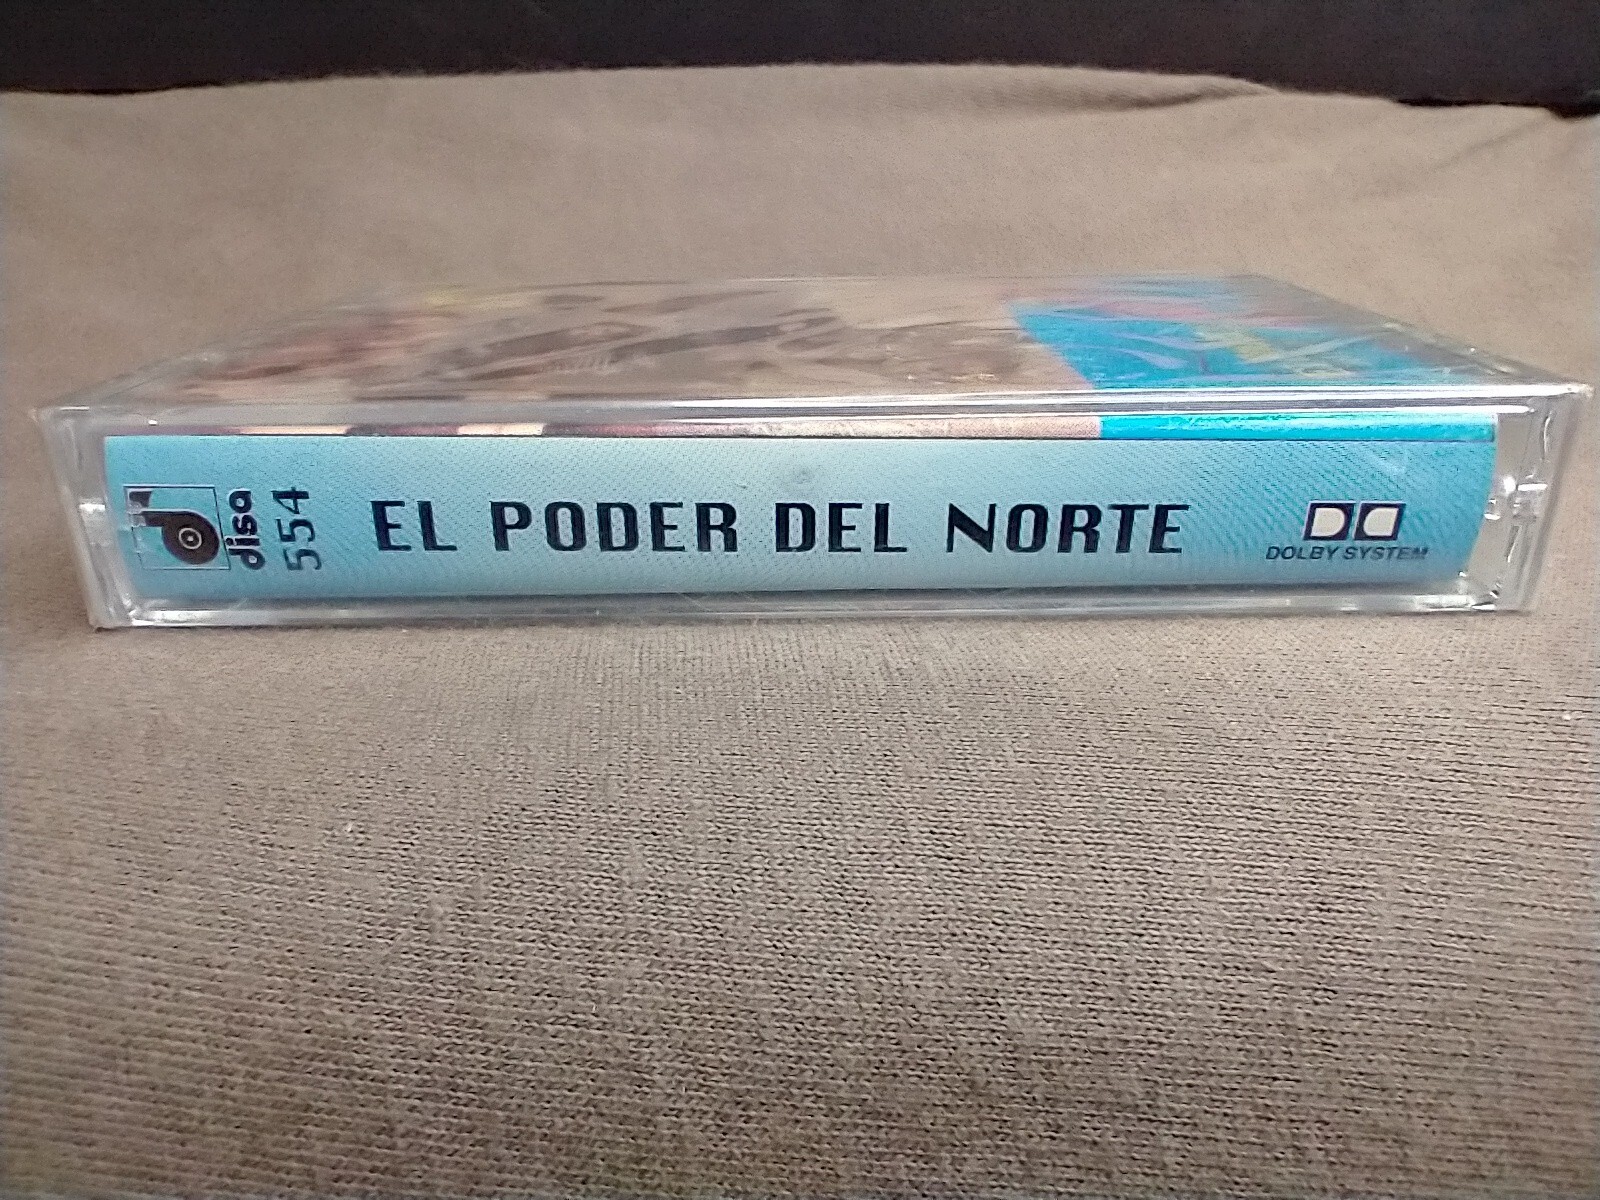 disa
554
EL PODER DEL NORTE
DOLBY SYSTEM